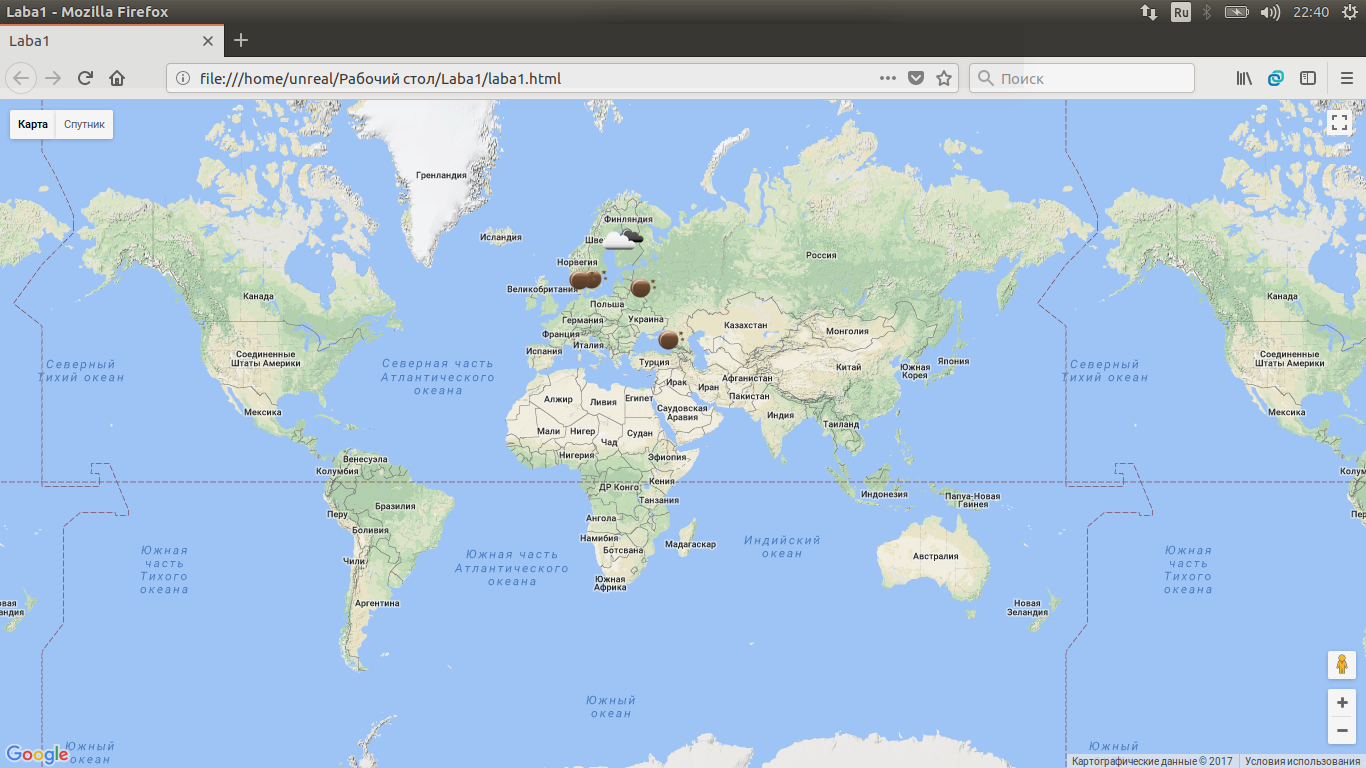 Laba1 - Mozilla Firefox
Ru
22:40
Laba1
file:///home/unreal/Рабочий стол/Laba1/laba1.html
Поиск
Карта
Спутник
Гренландия
Финляндия
Исландия
Шве
Норвегия
Россия
Великобритания
Канада
Канада
Польша
Германия
Украина
Казахстан
Монголия
Франция
Италия
Испания
Турция
Соединенные
Штаты Америки
Соединенные
Штаты Америки
Северный
Тихий океан
Северная часть
Атлантического
океана
Северный
Тихий океан
Китай
Южная
Корея
Япония
Ирак
Иран
Афганистан
Пакистан
Алжир
Ливия
Египет
Саудовская
Аравия
Мексика
Мексика
Индия
Таиланд
Мали
Нигер
Чад
Судан
Нигерия
Эфиопия
Венесуэла
Колумбия
Колум
ДР Конго
Кения
Танзания
Индонезия
Папуа-Новая
Гвинея
Перу
Пер
Бразилия
Ангола
Боливия
Намибия
Ботсвана
Мадагаскар
Индийский
океан
Австралия
Чили
Южная
часть
Тихого
океана
Южная часть
Атлантического
океана
Южная
часть
Тихого
океана
Южная
Африка
Аргентина
овая
андия
Новая
Зеландия
Южный
океан
Южный
океан
Южный
Google
Картографические данные © 2017
Условия использования